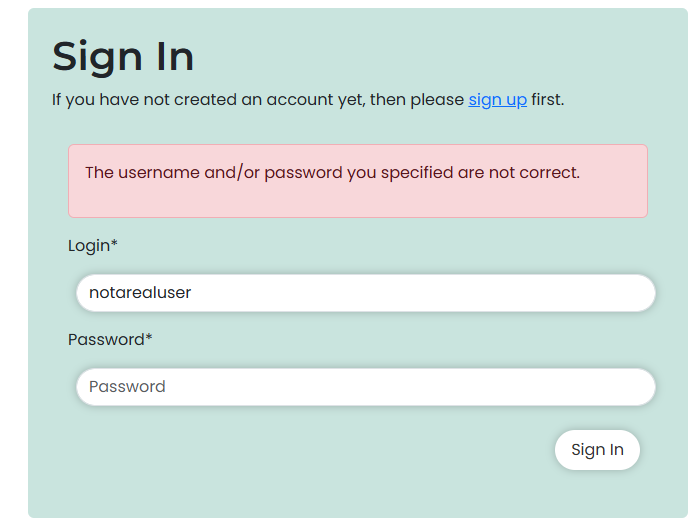 Sign In
If you have not created an account yet, then please sign up first.
The username and/or password you specified are not correct.
Login*
notarealuser
Password*
Password
Sign In